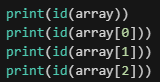 print(id(array))
print(id(array[0]))
print(id(array[1]))
print(id(array[2]))